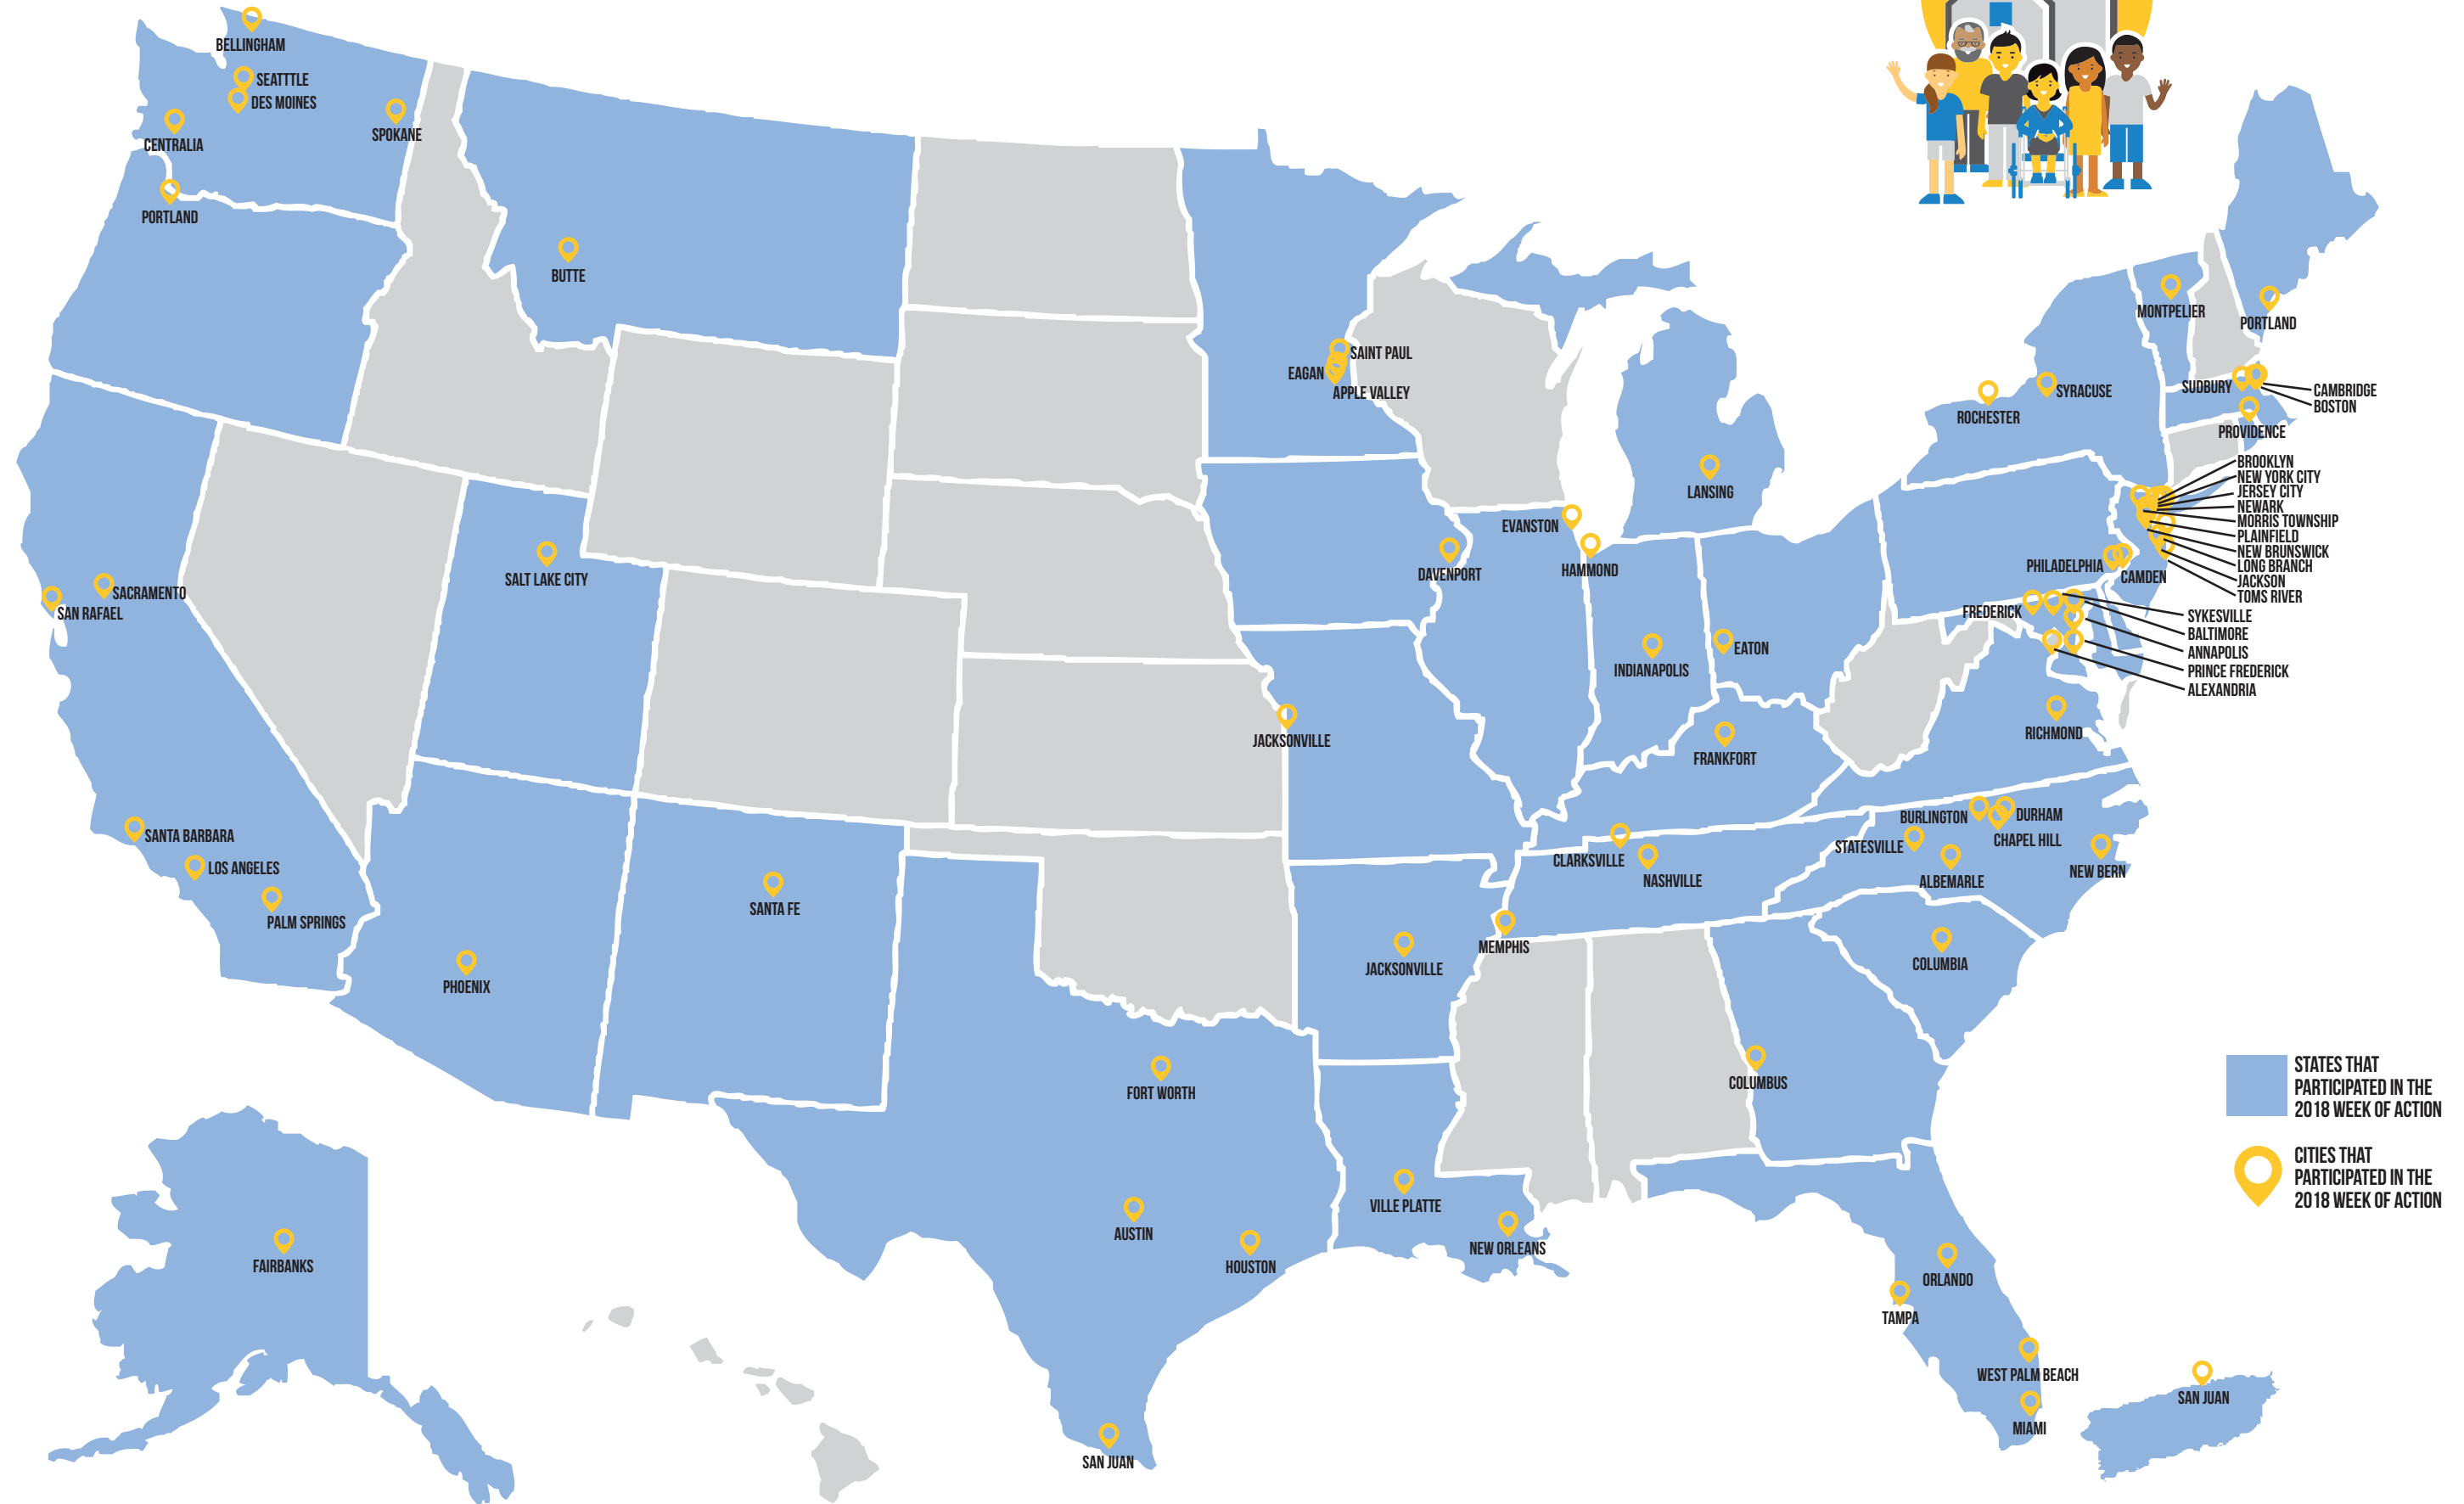 BELLINGHAM
SEATTTLE
DES MOINES
SPOKANE
CENTRALIA
PORTLAND
BUTTE
SALT LAKE CITY
SACRAMENTO
SAN RAFAEL
SANTA BARBARA
LOS ANGELES
PALM SPRINGS
PHOENIX
SANTA FE
SAINT PAUL
EAGAN
APPLE VALLEY
LANSING
EVANSTON
DAVENPORT
HAMMOND
INDIANAPOLIS
EATON
JACKSONVILLE
FRANKFORT
CLARKSVILLE
NASHVILLE
MEMPHIS
JACKSONVILLE
FORT WORTH
AUSTIN
HOUSTON
SAN JUAN
VILLE PLATTE
NEW ORLEANS
MONTPELIER
PORTLAND
SYRACUSE
ROCHESTER
SUDBURY
CAMBRIDGE
BOSTON
PROVIDENCE
BROOKLYN
NEW YORK CITY
JERSEY CITY
NEWARK
MORRIS TOWNSHIP
PLAINFIELD
NEW BRUNSWICK
LONG BRANCH
JACKSON
TOMS RIVER
PHILADELPHIA
CAMDEN
FREDERICK
SYKESVILLE
BALTIMORE
ANNAPOLIS
PRINCE FREDERICK
ALEXANDRIA
RICHMOND
BURLINGTON
DURHAM
CHAPEL HILL
STATESVILLE
ALBEMARLE
NEW BERN
COLUMBIA
COLUMBUS
ORLANDO
TAMPA
WEST PALM BEACH
MIAMI
SAN JUAN
FAIRBANKS
STATES THAT
PARTICIPATED IN THE
2018 WEEK OF ACTION
CITIES THAT
PARTICIPATED IN THE
2018 WEEK OF ACTION